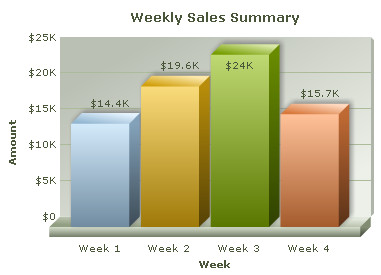 Weekly Sales Summary
$25K
$20K
$15K
$10K
$5K
$0
Amount
$14.4K
$19.6K
$24K
$15.7K
Week 1
Week 2
Week 3
Week 4
Week